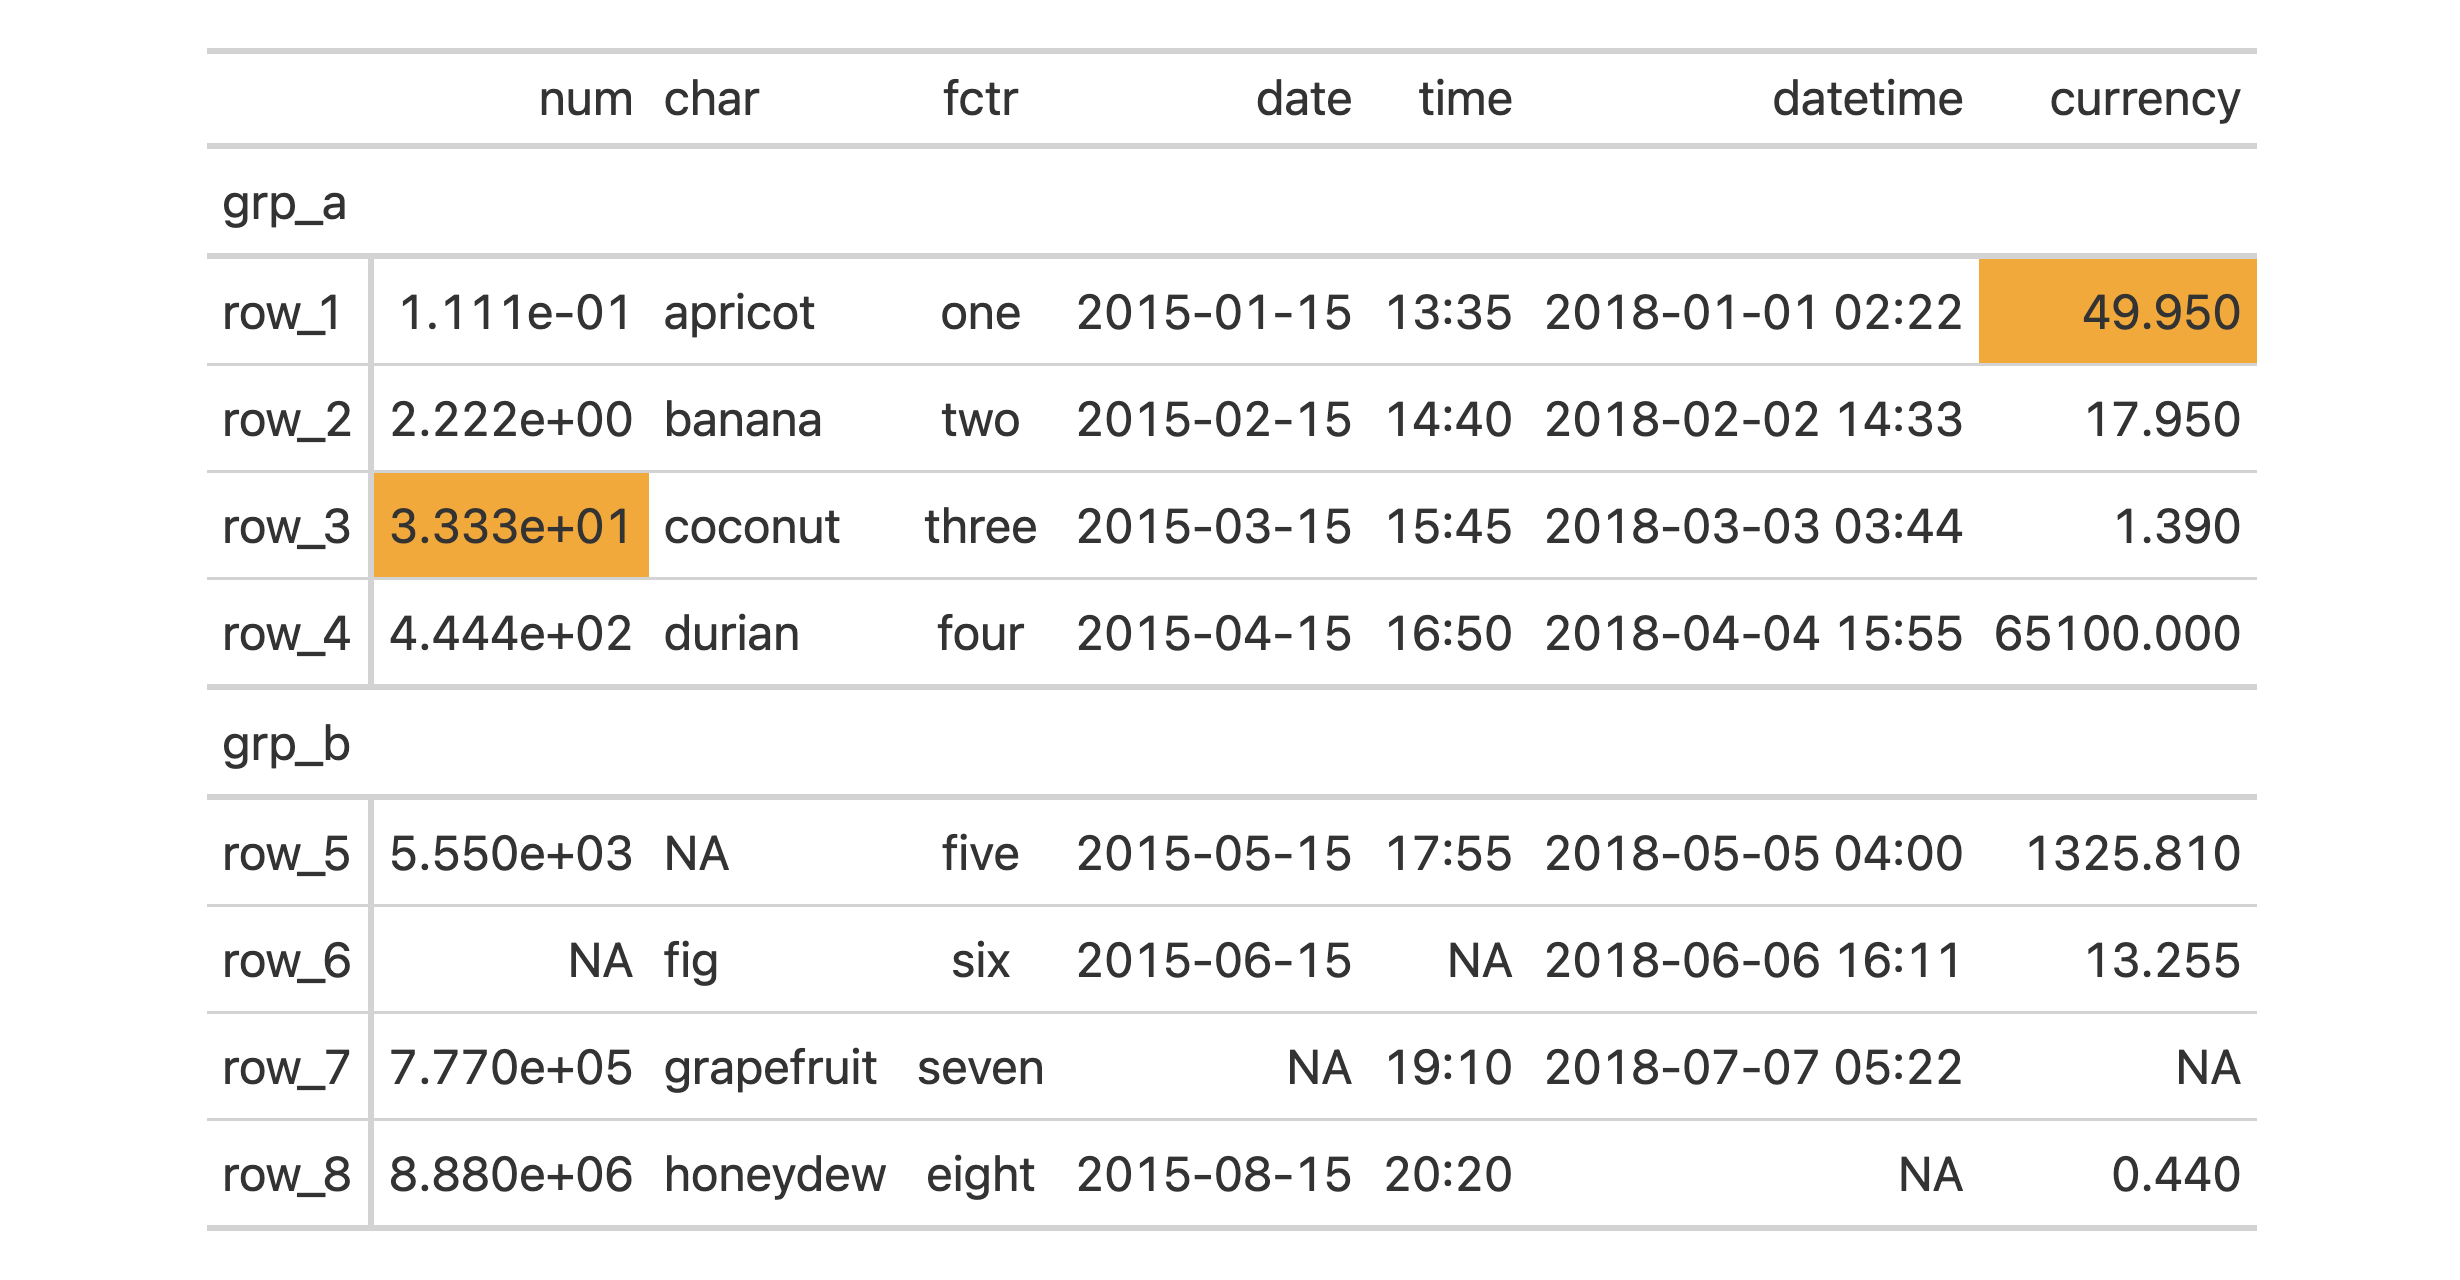 num char fctr date time datetime currency
grp_a
row_1 1.111e-01 apricot one 2015-01-15 13:35 2018-01-01 02:22 49.950
row_2 2.222e+00 banana two 2015-02-15 14:40 2018-02-02 14:33 17.950
row_3 3.333e+01 coconut three 2015-03-15 15:45 2018-03-03 03:44 1.390
row_4 4.444e+02 durian four 2015-04-15 16:50 2018-04-04 15:55 65100.000
grp_b
row_5 5.550e+03 NA five 2015-05-15 17:55 2018-05-05 04:00 1325.810
row_6 NA fig six 2015-06-15 NA 2018-06-06 16:11 13.255
row_7 7.770e+05 grapefruit seven NA 19:10 2018-07-07 05:22 NA
row_8 8.880e+06 honeydew eight 2015-08-15 20:20 NA 0.440